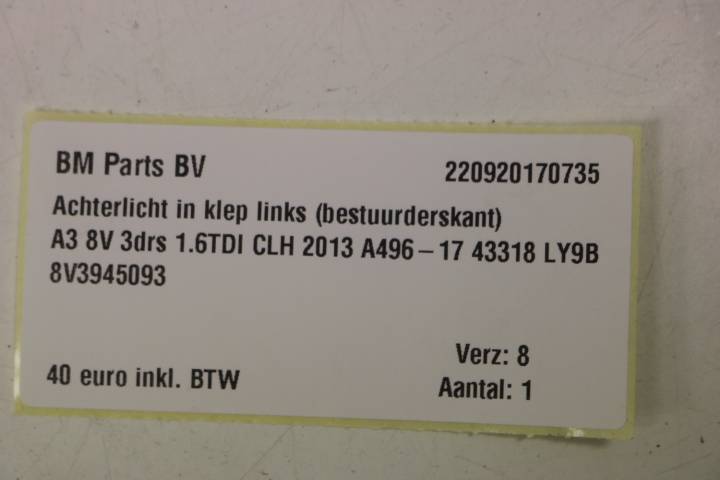 BM Parts BV 220920170735
Achterlicht in klep links (bestuurderskant)
A3 8V 3drs 1.6TDI CLH 2013 A496-17 43318 LY9B
8V3945093
Verz: 8
40 euro inkl. BTW Aantal: 1